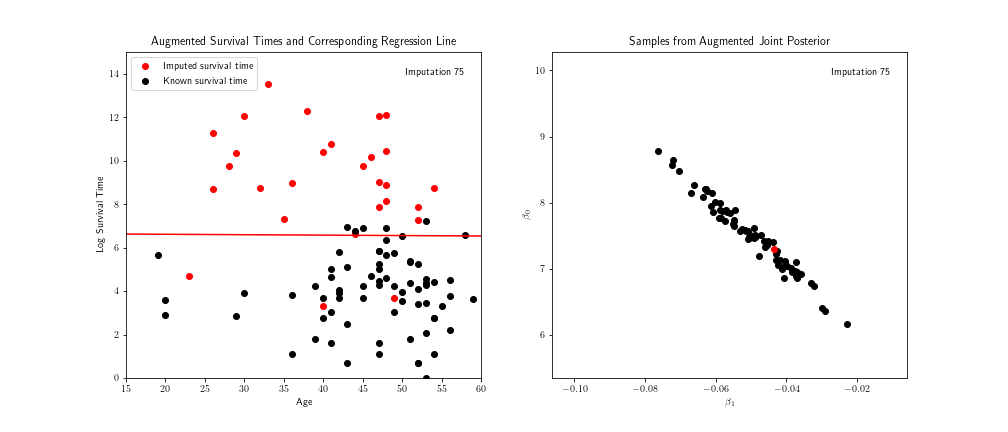 Augmented Survival Times and Corresponding Regression Line
Imputed survival time
Known survival time
Imputation 75
Log Survival Time
14
12
10
8
6
4
2
0
15 20 25 30 35 40 45 50 55 60
Age
Samples from Augmented Joint Posterior
Imputation 75
β₀
10
9
8
7
6
−0.10 −0.08 −0.06 −0.04 −0.02
β₁